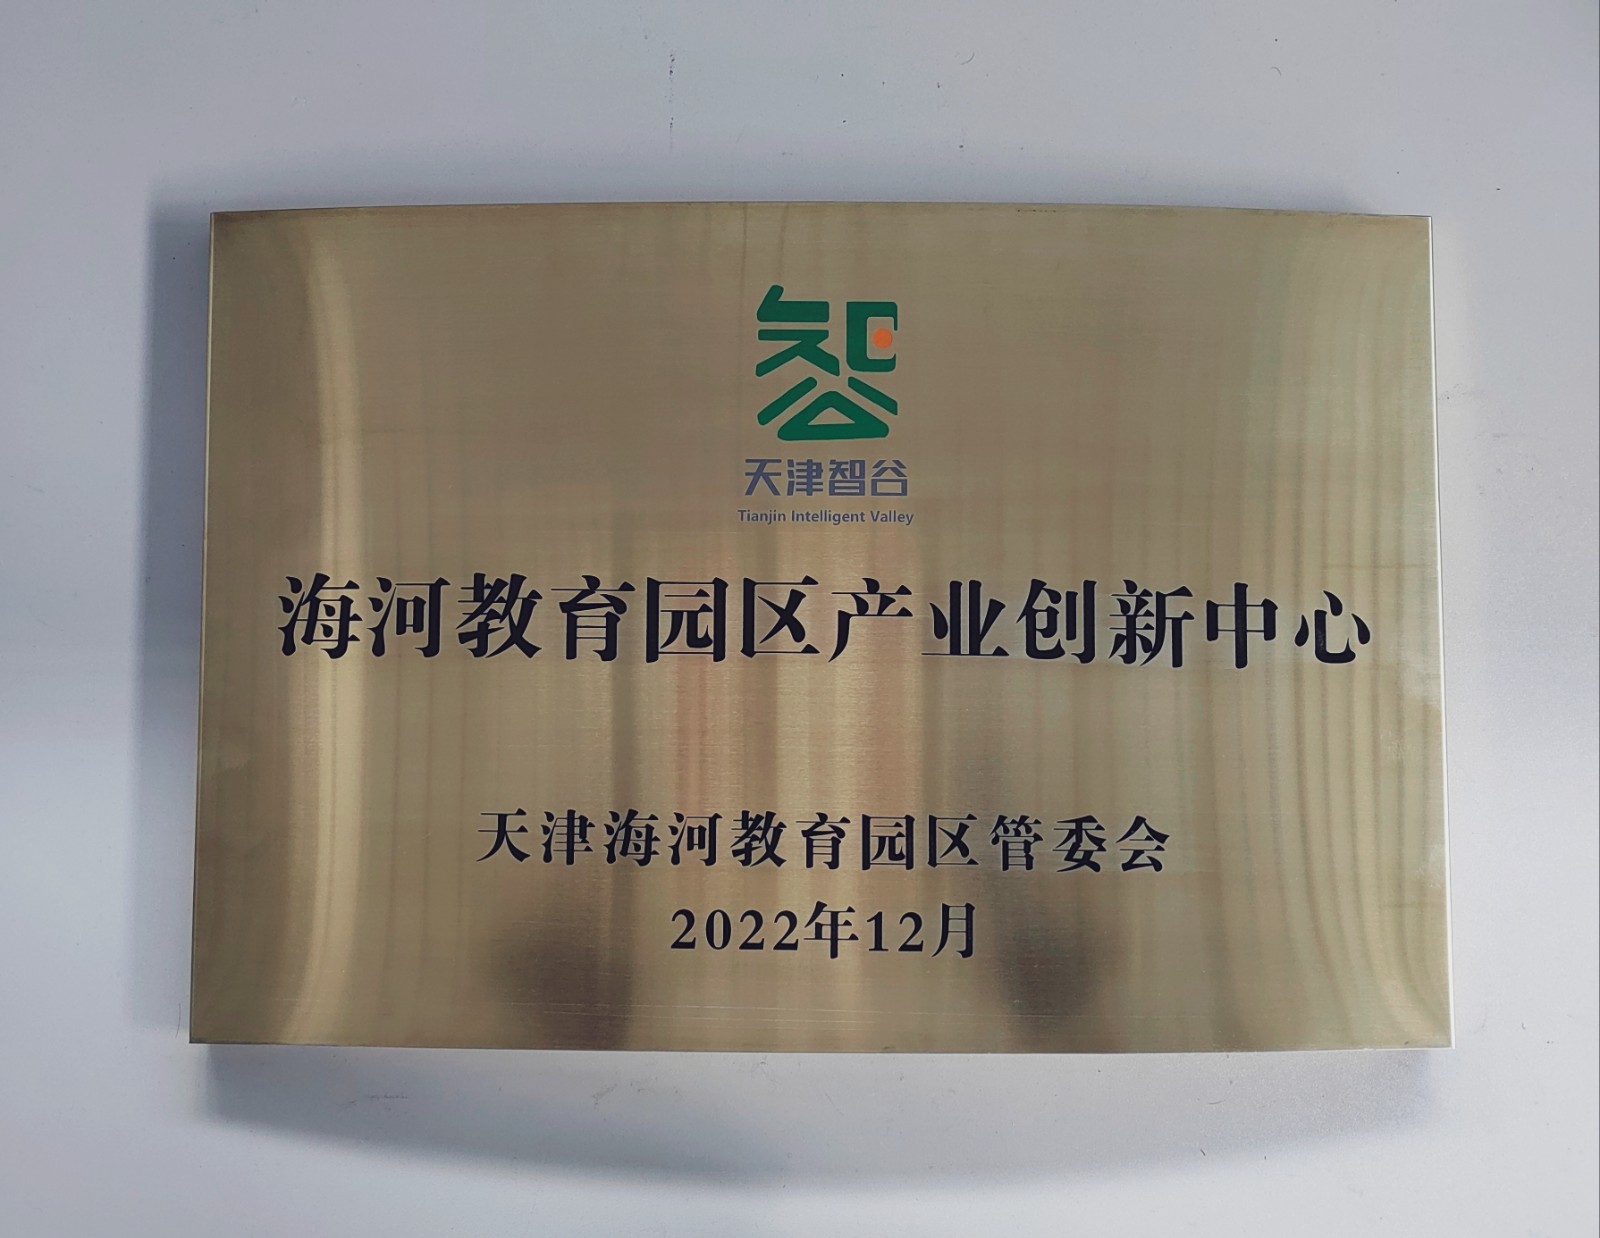 天津智谷
Tianjin Intelligent Valley
海河教育园区产业创新中心
天津海河教育园区管委会
2022年12月